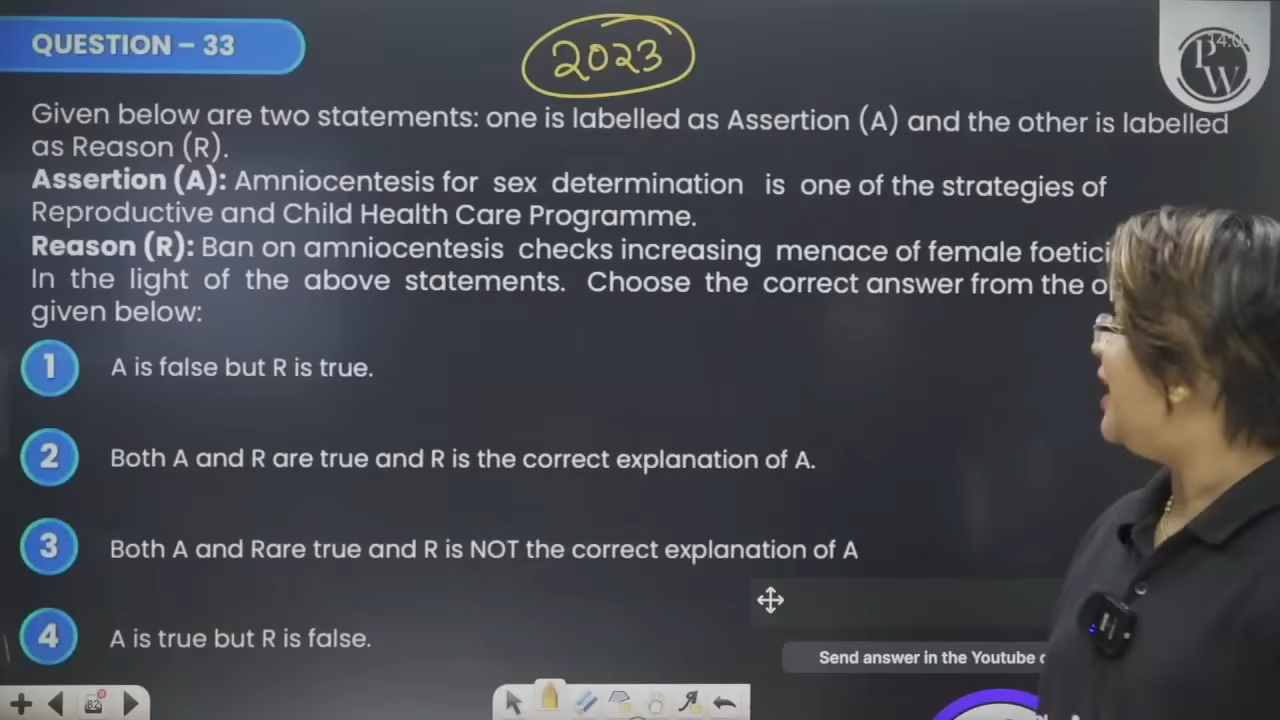 QUESTION – 33
2023
PW
Given below are two statements: one is labelled as Assertion (A) and the other is labelled
as Reason (R).
Assertion (A): Amniocentesis for sex determination is one of the strategies of
Reproductive and Child Health Care Programme.
Reason (R): Ban on amniocentesis checks increasing menace of female foetici
In the light of the above statements. Choose the correct answer from the
given below:
1 A is false but R is true.
2 Both A and R are true and R is the correct explanation of A.
3 Both A and Rare true and R is NOT the correct explanation of A
4 A is true but R is false.
Send answer in the Youtube